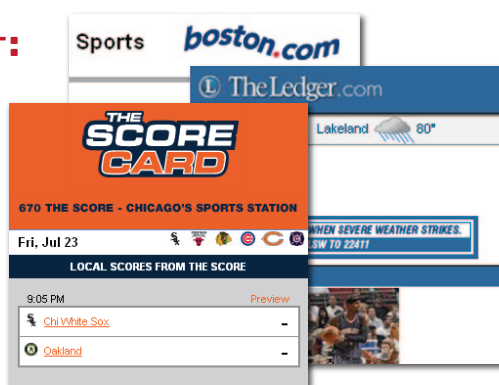 :
Sports boston.com
L TheLedger.com
Lakeland 80°
THE
SCORE
CARD
670 THE SCORE - CHICAGO'S SPORTS STATION
WHEN SEVERE WEATHER STRIKES.
LSW TO 22411
Fri, Jul 23
LOCAL SCORES FROM THE SCORE
9:05 PM Preview
Chi White Sox -
Oakland -